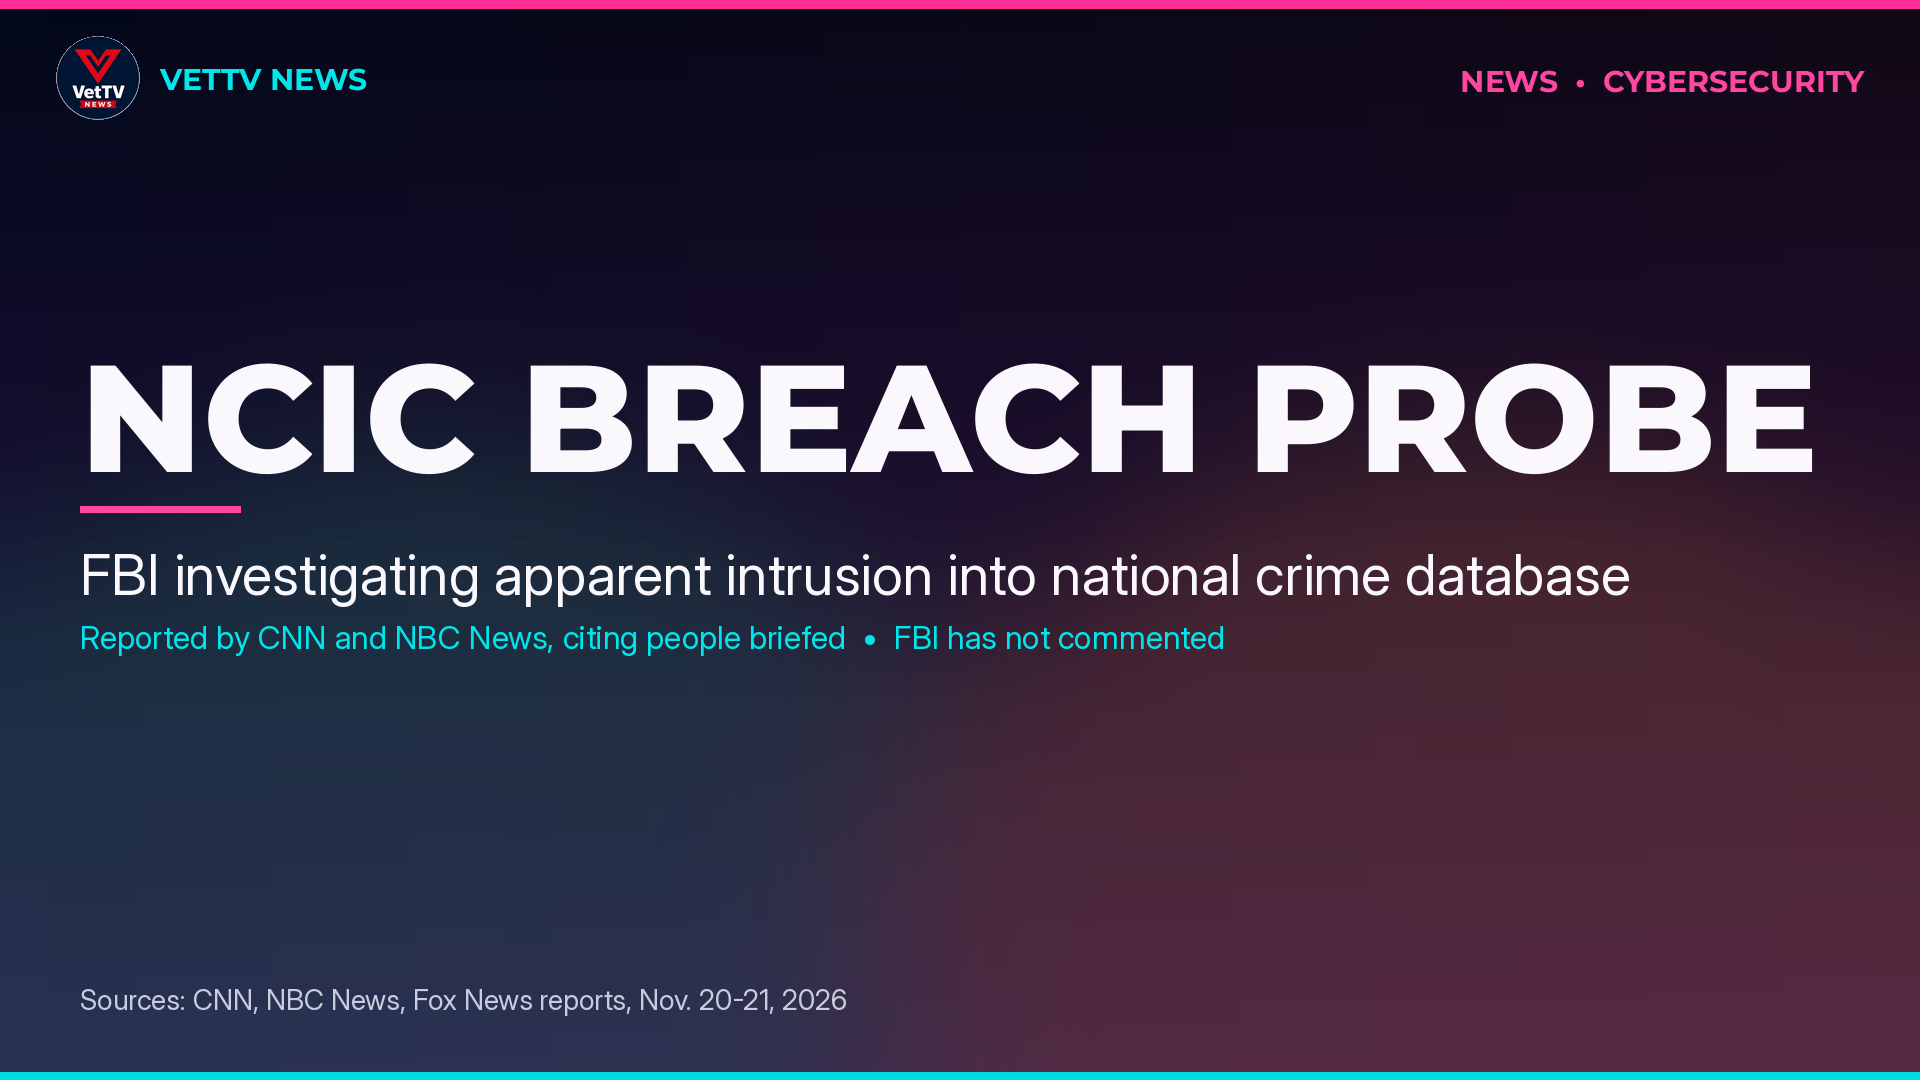 VetTV
NEWS
VETTV NEWS
NEWS • CYBERSECURITY
NCIC BREACH PROBE
FBI investigating apparent intrusion into national crime database
Reported by CNN and NBC News, citing people briefed • FBI has not commented
Sources: CNN, NBC News, Fox News reports, Nov. 20-21, 2026